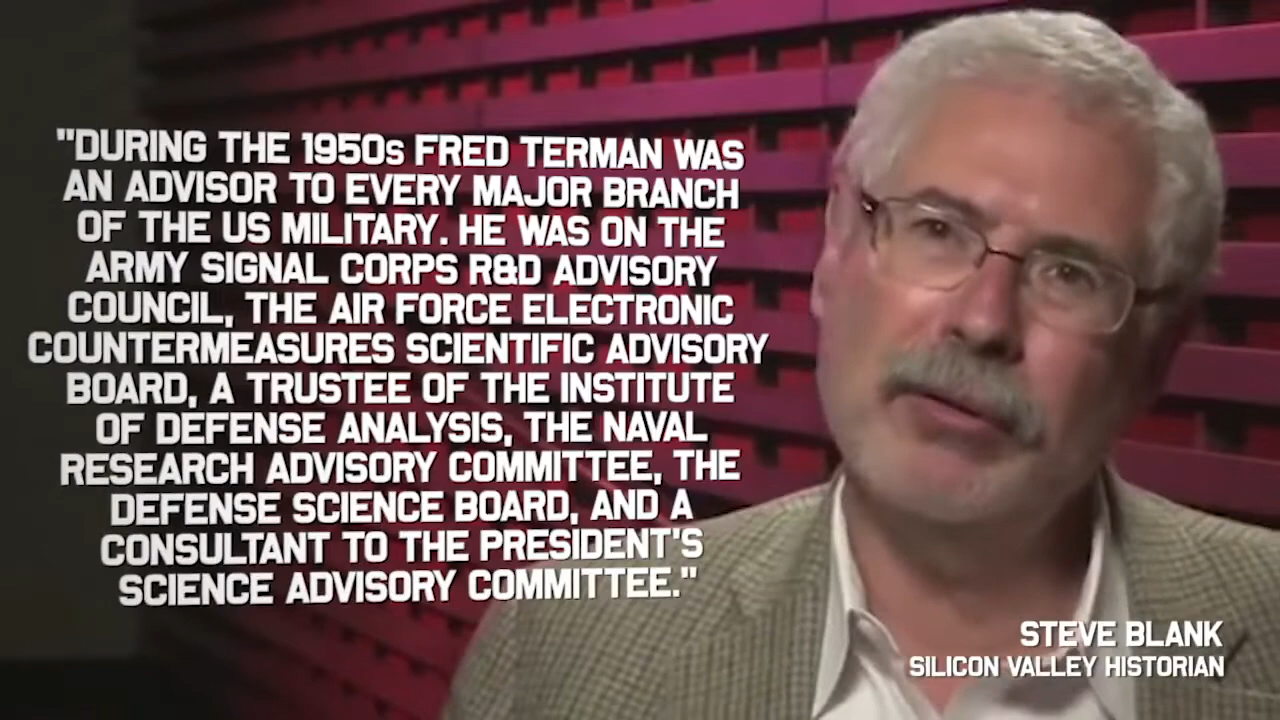 "DURING THE 1950s FRED TERMAN WAS
AN ADVISOR TO EVERY MAJOR BRANCH
OF THE US MILITARY. HE WAS ON THE
ARMY SIGNAL CORPS R&D ADVISORY
COUNCIL, THE AIR FORCE ELECTRONIC
COUNTERMEASURES SCIENTIFIC ADVISORY
BOARD, A TRUSTEE OF THE INSTITUTE
OF DEFENSE ANALYSIS, THE NAVAL
RESEARCH ADVISORY COMMITTEE, THE
DEFENSE SCIENCE BOARD, AND A
CONSULTANT TO THE PRESIDENT'S
SCIENCE ADVISORY COMMITTEE."
STEVE BLANK
SILICON VALLEY HISTORIAN